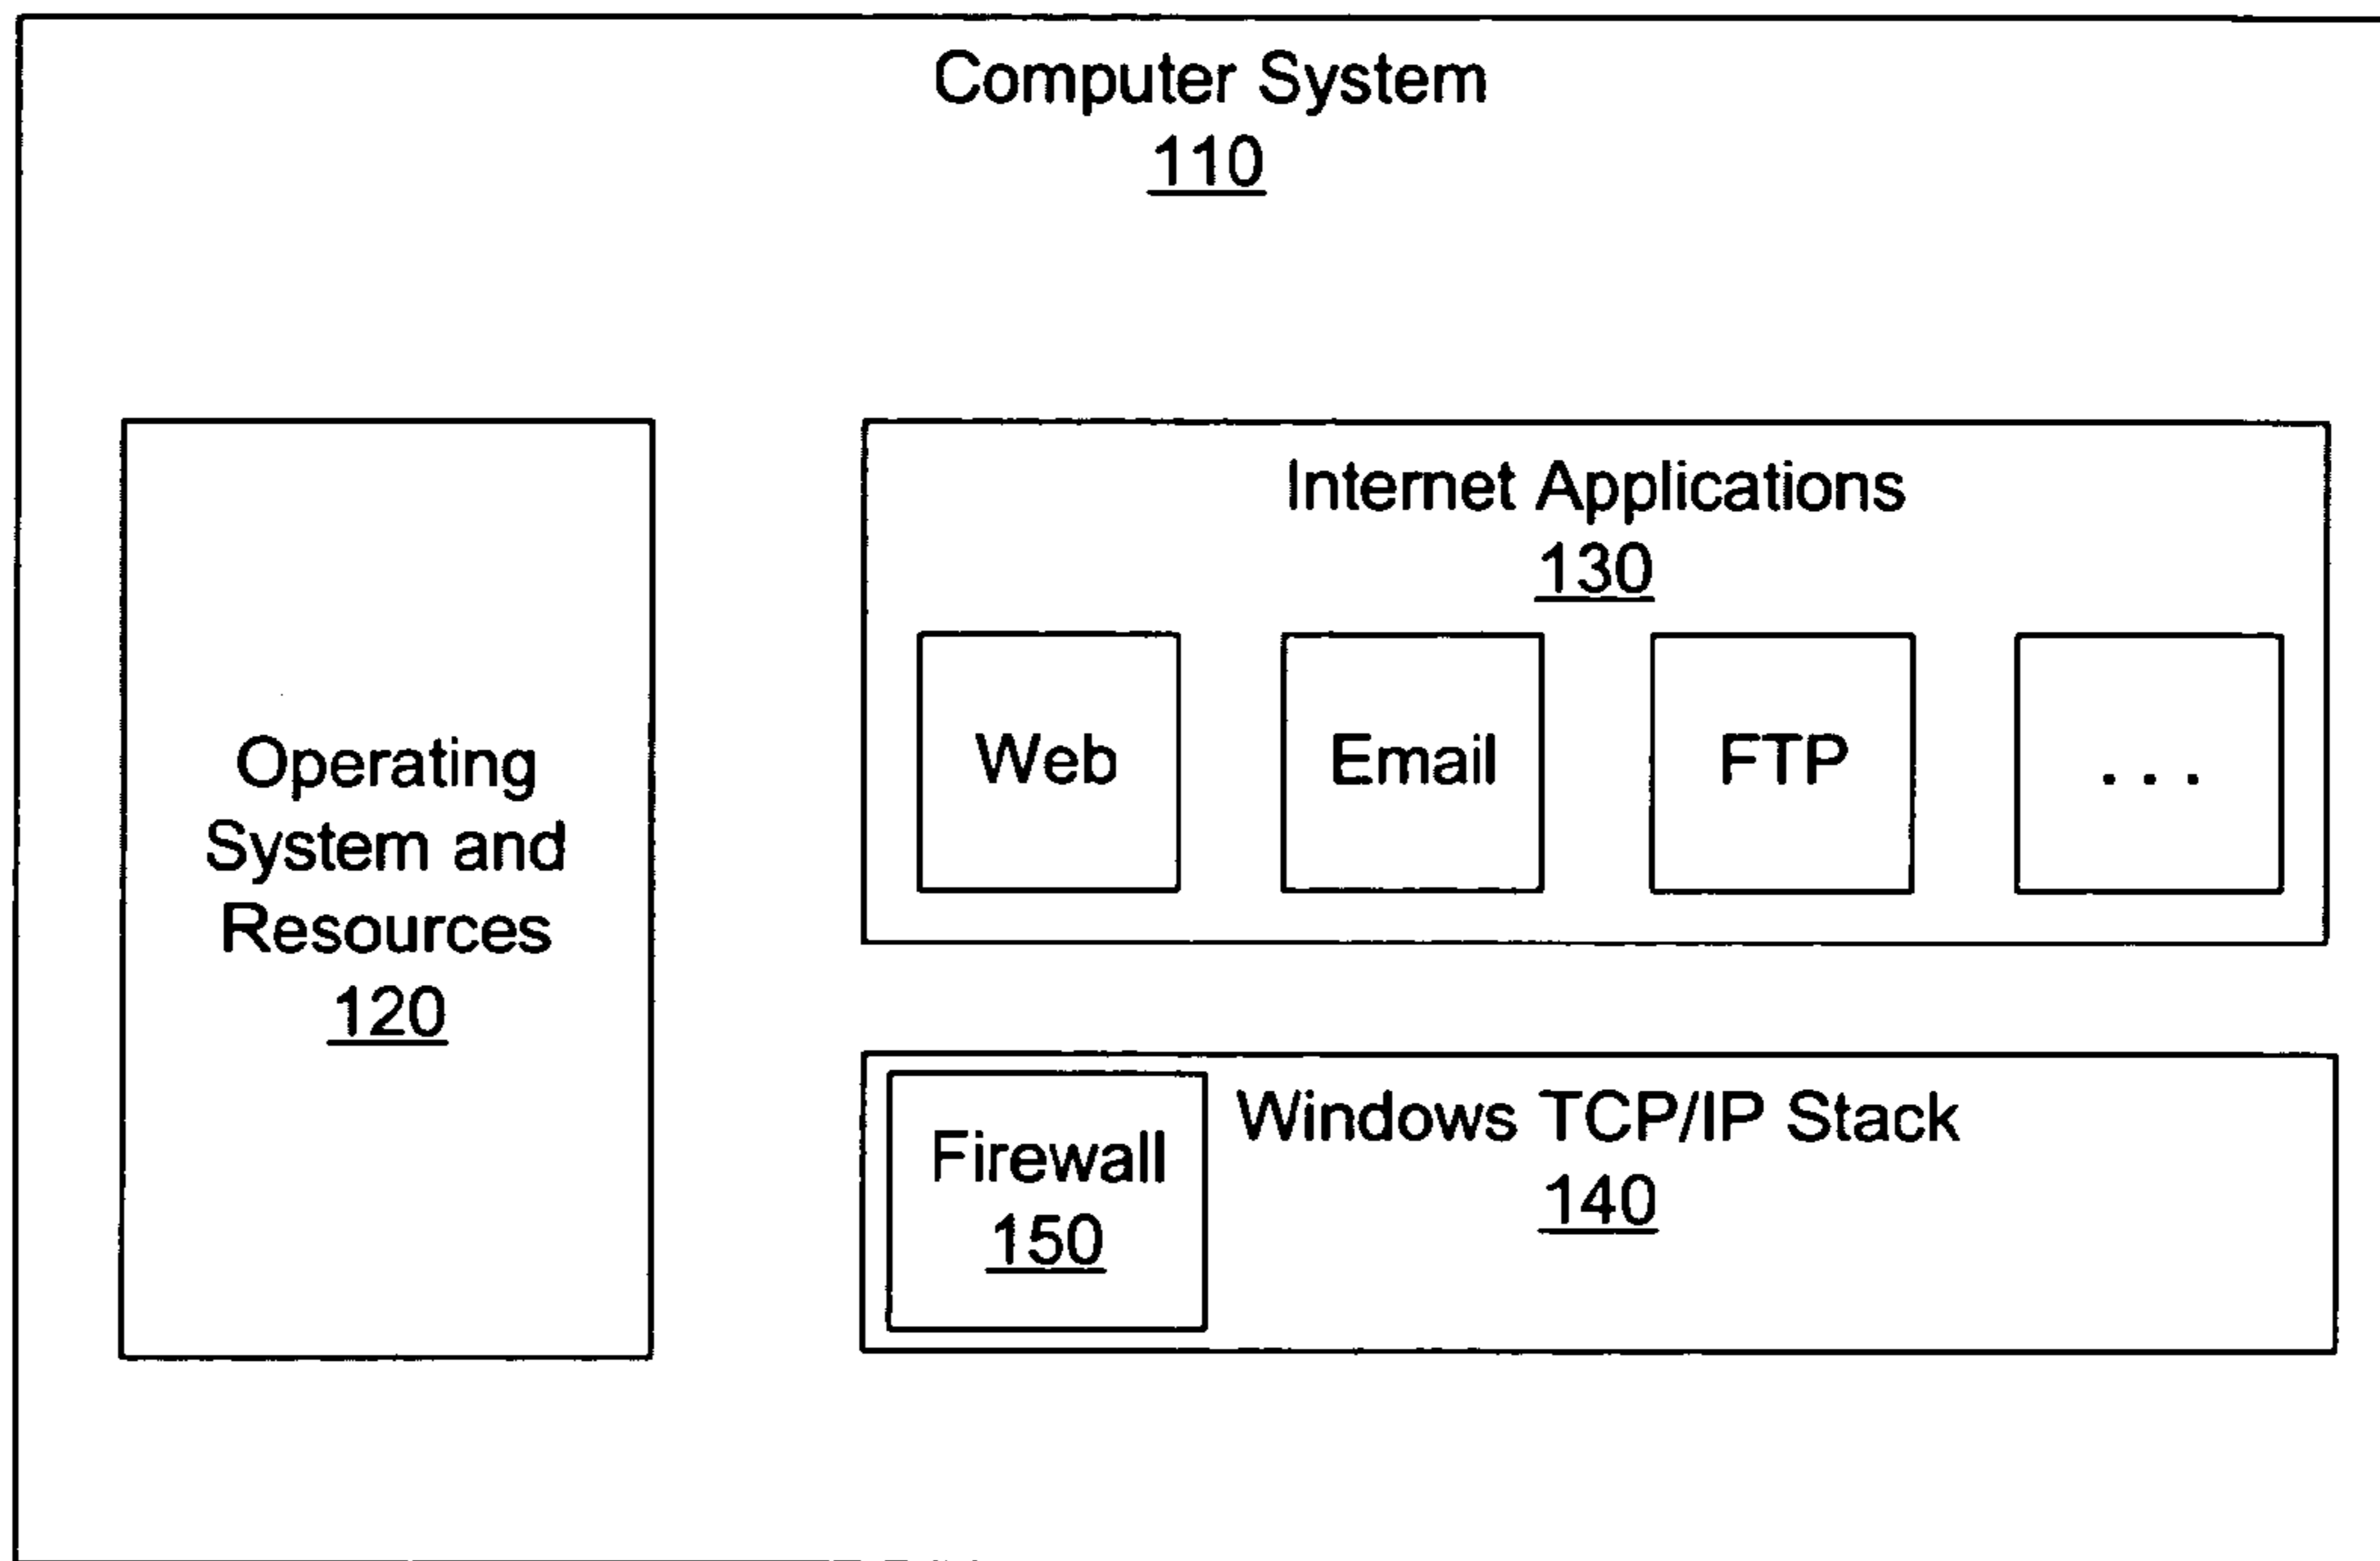 Computer System
110
Operating
System and
Resources
120
Internet Applications
130
Web
Email
FTP
...
Firewall
150
Windows TCP/IP Stack
140